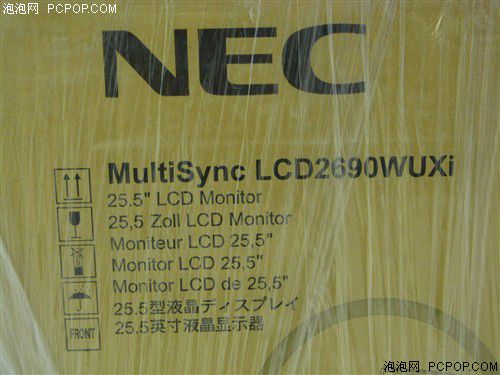 泡泡网 PCPOP.COM
NEC
MultiSync LCD2690WUXi
25.5" LCD Monitor
25,5 Zoll LCD Monitor
Moniteur LCD 25,5"
Monitor LCD 25,5"
Monitor LCD de 25,5"
25.5型液晶ディスプレイ
25.5英寸液晶显示器
FRONT
泡泡网 PCPOP.COM